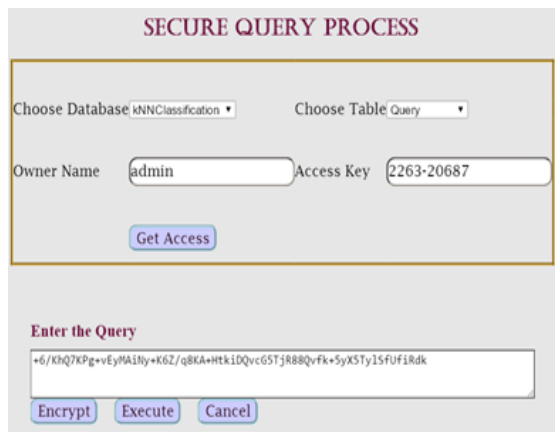 SECURE QUERY PROCESS
Choose Database kNNClassification Choose Table Query
Owner Name admin Access Key 2263-20687
Get Access
Enter the Query
+6/KhQ7KPg+vEyMAiNy+K6Z/q8KA+HtkiDQvcG5TjR88Qvfk+5yX5TylSfUfiRdk
Encrypt Execute Cancel